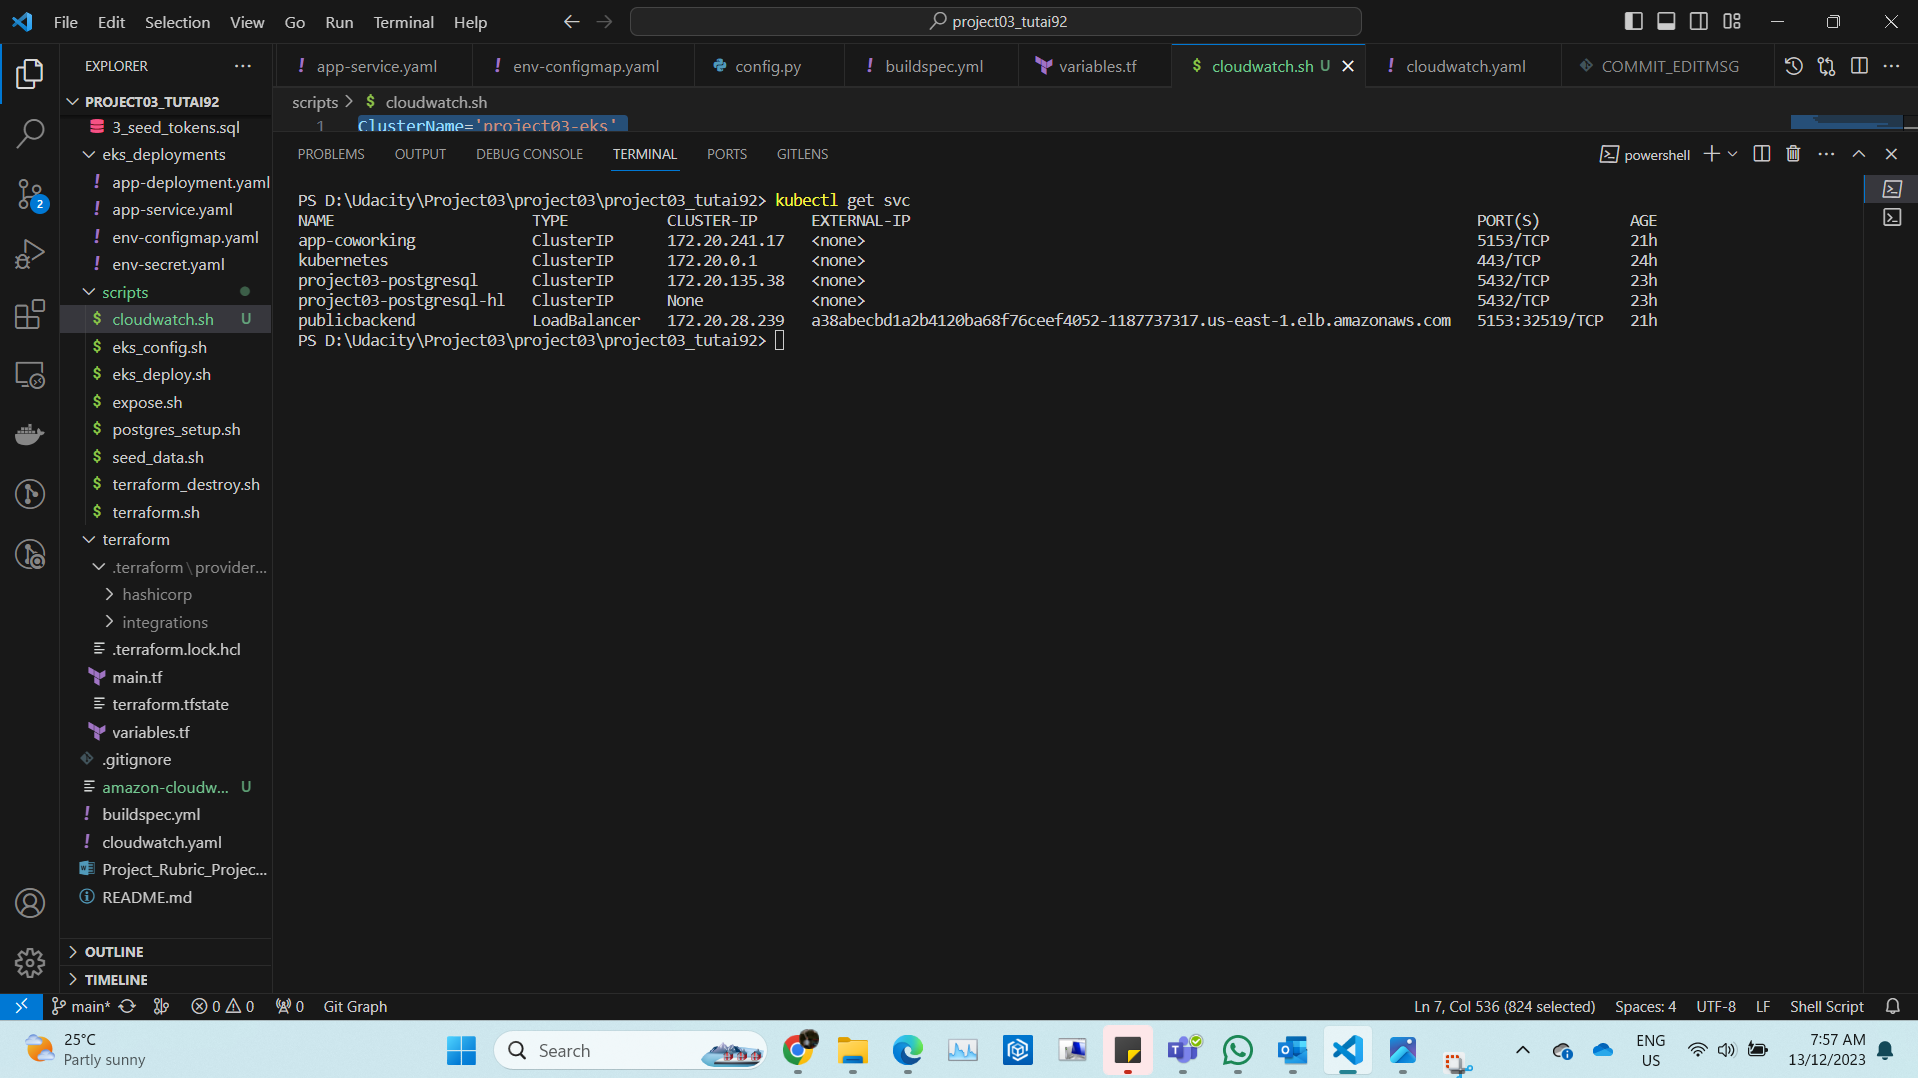 File Edit Selection View Go Run Terminal Help
project03_tutai92
EXPLORER
app-service.yaml
env-configmap.yaml
config.py
buildspec.yml
variables.tf
cloudwatch.sh U
cloudwatch.yaml
COMMIT_EDITMSG
PROJECT03_TUTAI92
3_seed_tokens.sql
eks_deployments
app-deployment.yaml
app-service.yaml
env-configmap.yaml
env-secret.yaml
scripts
cloudwatch.sh U
eks_config.sh
eks_deploy.sh
expose.sh
postgres_setup.sh
seed_data.sh
terraform_destroy.sh
terraform.sh
terraform
.terraform \ provider...
hashicorp
integrations
.terraform.lock.hcl
main.tf
terraform.tfstate
variables.tf
.gitignore
amazon-cloudw... U
buildspec.yml
cloudwatch.yaml
Project_Rubric_Projec...
README.md
OUTLINE
TIMELINE
2
scripts > $ cloudwatch.sh
1 ClusterName='project03-eks'
PROBLEMS OUTPUT DEBUG CONSOLE TERMINAL PORTS GITLENS
powershell
PS D:\Udacity\Project03\project03\project03_tutai92> kubectl get svc
NAME TYPE CLUSTER-IP EXTERNAL-IP PORT(S) AGE
app-coworking ClusterIP 172.20.241.17 <none> 5153/TCP 21h
kubernetes ClusterIP 172.20.0.1 <none> 443/TCP 24h
project03-postgresql ClusterIP 172.20.135.38 <none> 5432/TCP 23h
project03-postgresql-hl ClusterIP None <none> 5432/TCP 23h
publicbackend LoadBalancer 172.20.28.239 a38abecbd1a2b4120ba68f76ceef4052-1187737317.us-east-1.elb.amazonaws.com 5153:32519/TCP 21h
PS D:\Udacity\Project03\project03\project03_tutai92>
main* 0 0 0 Git Graph
Ln 7, Col 536 (824 selected) Spaces: 4 UTF-8 LF Shell Script
25°C
Partly sunny
Search
ENG
US
7:57 AM
13/12/2023